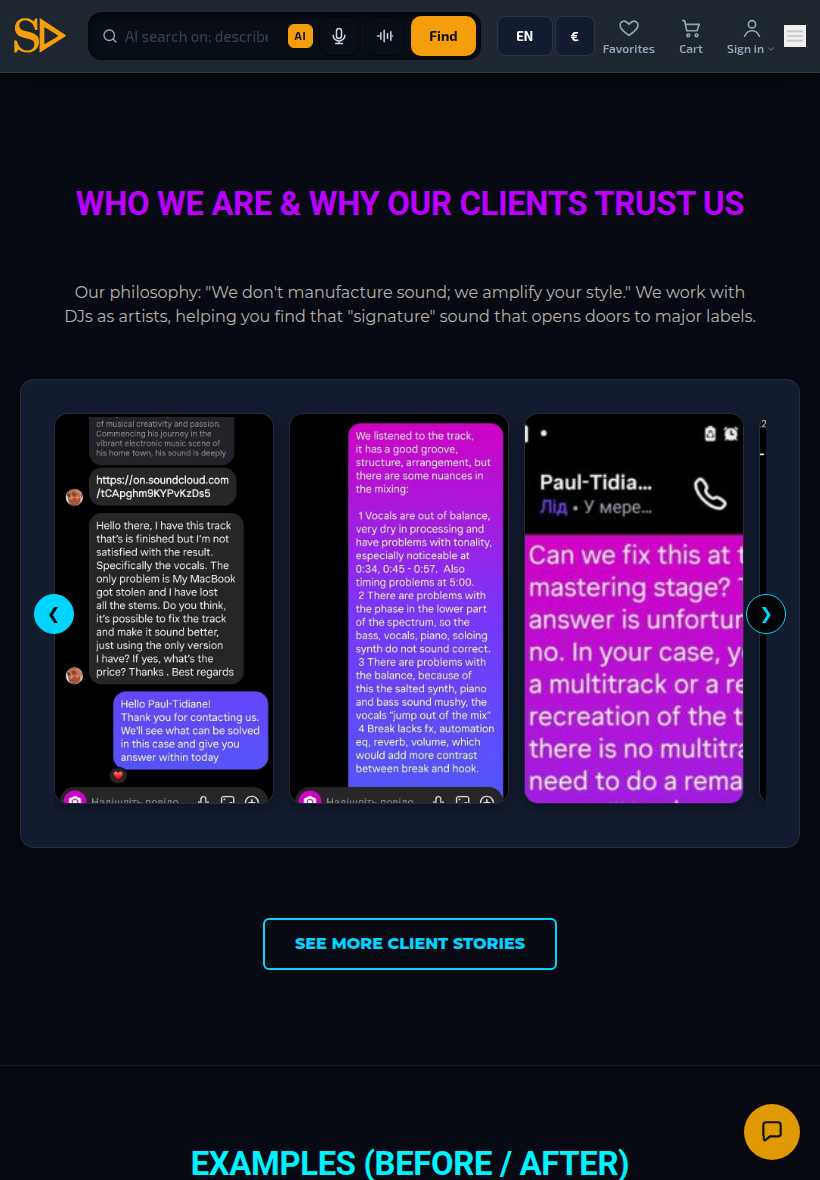 SD
AI search on: describe
AI
Find
EN
€
Favorites
Cart
Sign in
WHO WE ARE & WHY OUR CLIENTS TRUST US
Our philosophy: "We don't manufacture sound; we amplify your style." We work with
DJs as artists, helping you find that "signature" sound that opens doors to major labels.
of musical creativity and passion.
Commencing his journey in the
vibrant electronic music scene of
his home town, his sound is deeply
https://on.soundcloud.com
/tCApghm9KYPvKzDs5
Hello there, I have this track
that's is finished but I'm not
satisfied with the result.
Specifically the vocals. The
only problem is My MacBook
got stolen and I have lost
all the stems. Do you think,
it's possible to fix the track
and make it sound better,
just using the only version
I have? If yes, what's the
price? Thanks . Best regards
Hello Paul-Tidiane!
Thank you for contacting us.
We'll see what can be solved
in this case and give you
answer within today
Надішліть повідо
We listened to the track,
it has a good groove,
structure, arrangement, but
there are some nuances in
the mixing:
1 Vocals are out of balance,
very dry in processing and
have problems with tonality,
especially noticeable at
0:34, 0:45 - 0:57. Also
timing problems at 5:00.
2 There are problems with
the phase in the lower part
of the spectrum, so the
bass, vocals, piano, soloing
synth do not sound correct.
3 There are problems with
the balance, because of
this the salted synth, piano
and bass sound mushy, the
vocals "jump out of the mix"
4 Break lacks fx, automation
eq, reverb, volume, which
would add more contrast
between break and hook.
Надішліть повідо
Paul-Tidia...
Лід • У мере...
Can we fix this at t
mastering stage?
answer is unfortur
no. In your case, y
a multitrack or a re
recreation of the t
there is no multitra
need to do a rema
SEE MORE CLIENT STORIES
EXAMPLES (BEFORE / AFTER)